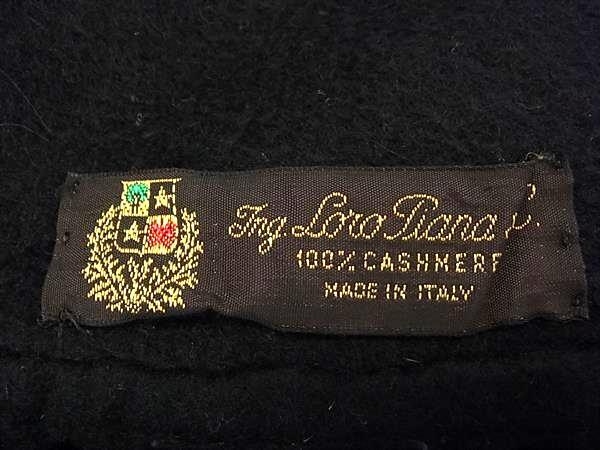 Ing Loro Piana & C.
100% CASHMERE
MADE IN ITALY